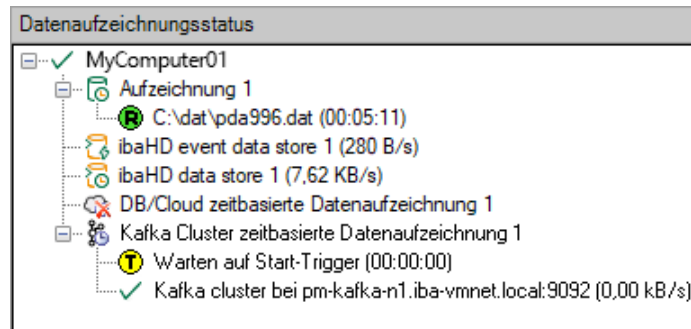 Datenaufzeichnungsstatus
MyComputer01
Aufzeichnung 1
R C:\dat\pda996.dat (00:05:11)
ibaHD event data store 1 (280 B/s)
ibaHD data store 1 (7,62 KB/s)
DB/Cloud zeitbasierte Datenaufzeichnung 1
Kafka Cluster zeitbasierte Datenaufzeichnung 1
T Warten auf Start-Trigger (00:00:00)
Kafka cluster bei pm-kafka-n1.iba-vmnet.local:9092 (0,00 kB/s)